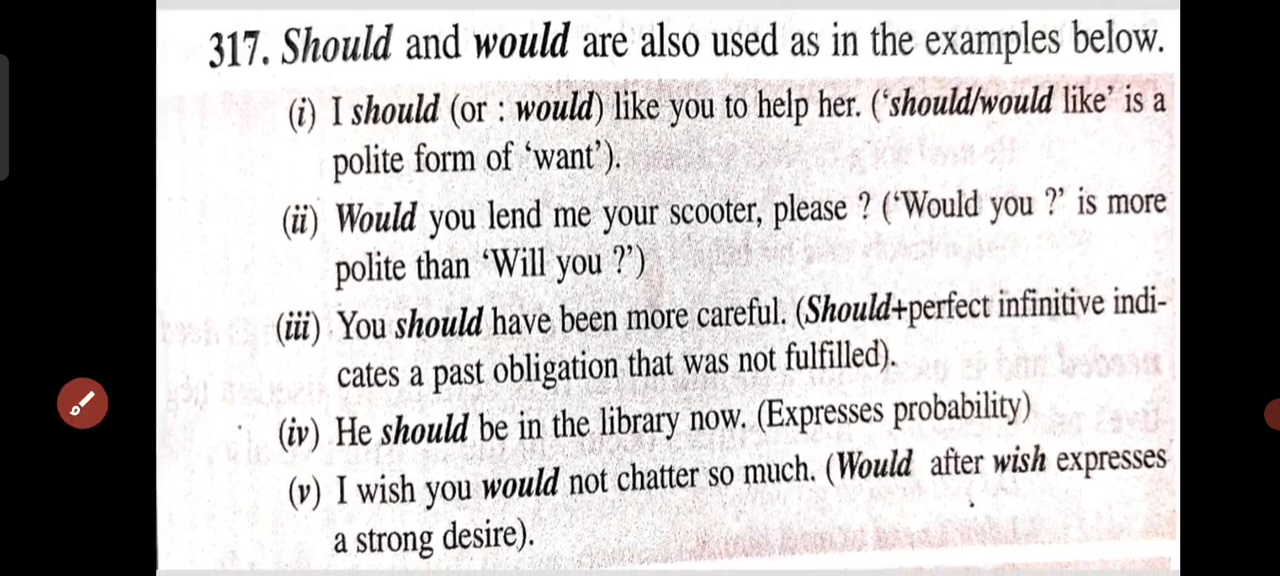 317. Should and would are also used as in the examples below.
(i) I should (or : would) like you to help her. ('should/would like' is a
polite form of 'want').
(ii) Would you lend me your scooter, please ? ('Would you ?' is more
polite than 'Will you ?')
(iii) You should have been more careful. (Should+perfect infinitive indi-
cates a past obligation that was not fulfilled).
(iv) He should be in the library now. (Expresses probability)
(v) I wish you would not chatter so much. (Would after wish expresses
a strong desire).